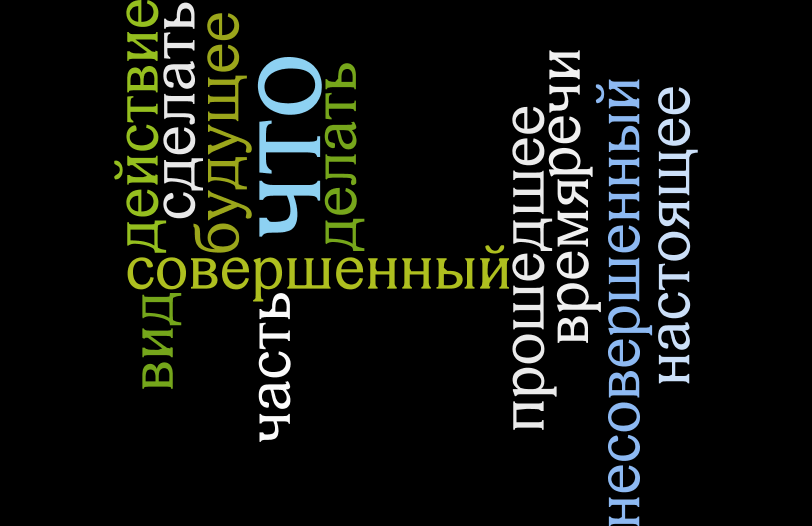 действие
сделать
будущее
что
делать
совершенный
вид
часть
прошедшее
время
речи
несовершенный
настоящее